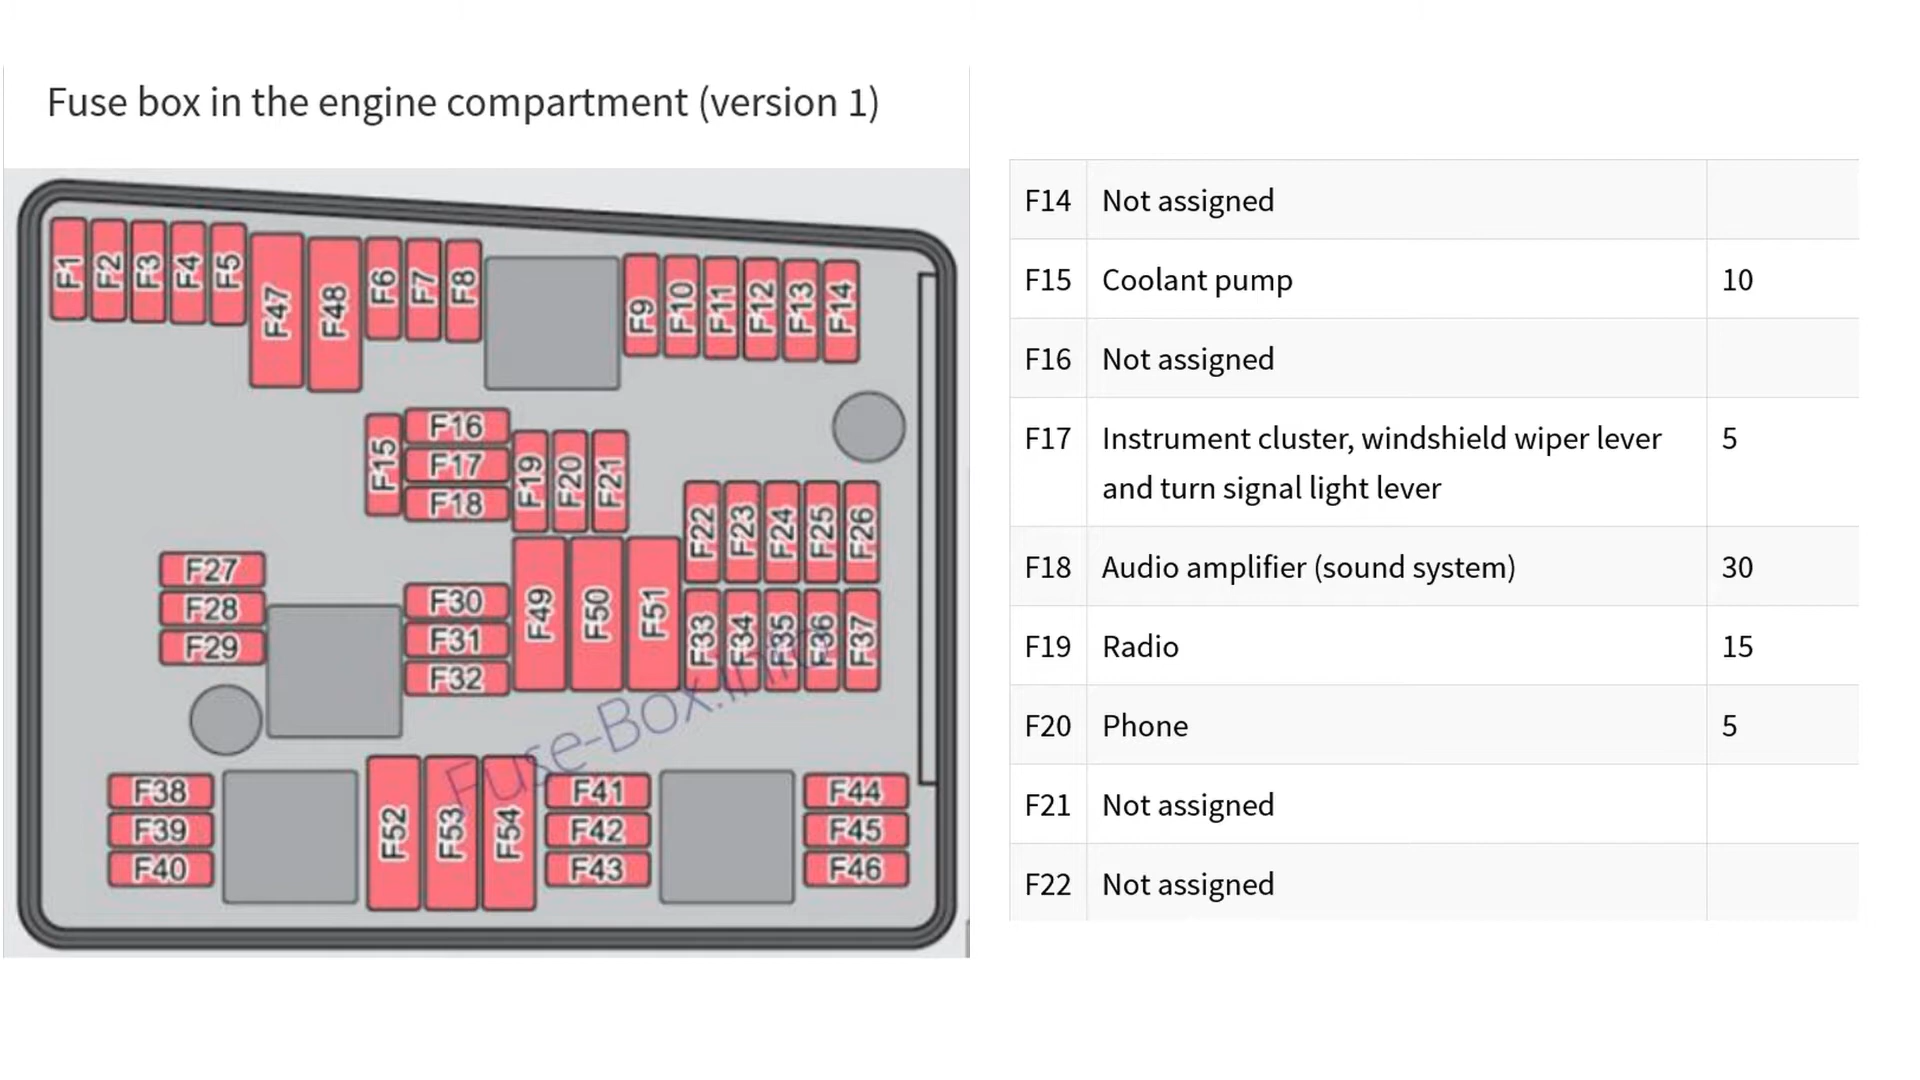 Fuse box in the engine compartment (version 1)
F1 F2 F3 F4 F5 F47 F48 F6 F7 F8 F9 F10 F11 F12 F13 F14
F15 F16 F19 F20 F21
F17
F18
F22 F23 F24 F25 F26
F27
F28
F29
F30
F31
F32
F49 F50 F51 F33 F34 F35 F36 F37
Fuse-Box.info
F38
F39
F40
F52 F53 F54
F41
F42
F43
F44
F45
F46
F14 Not assigned
F15 Coolant pump 10
F16 Not assigned
F17 Instrument cluster, windshield wiper lever 5
and turn signal light lever
F18 Audio amplifier (sound system) 30
F19 Radio 15
F20 Phone 5
F21 Not assigned
F22 Not assigned